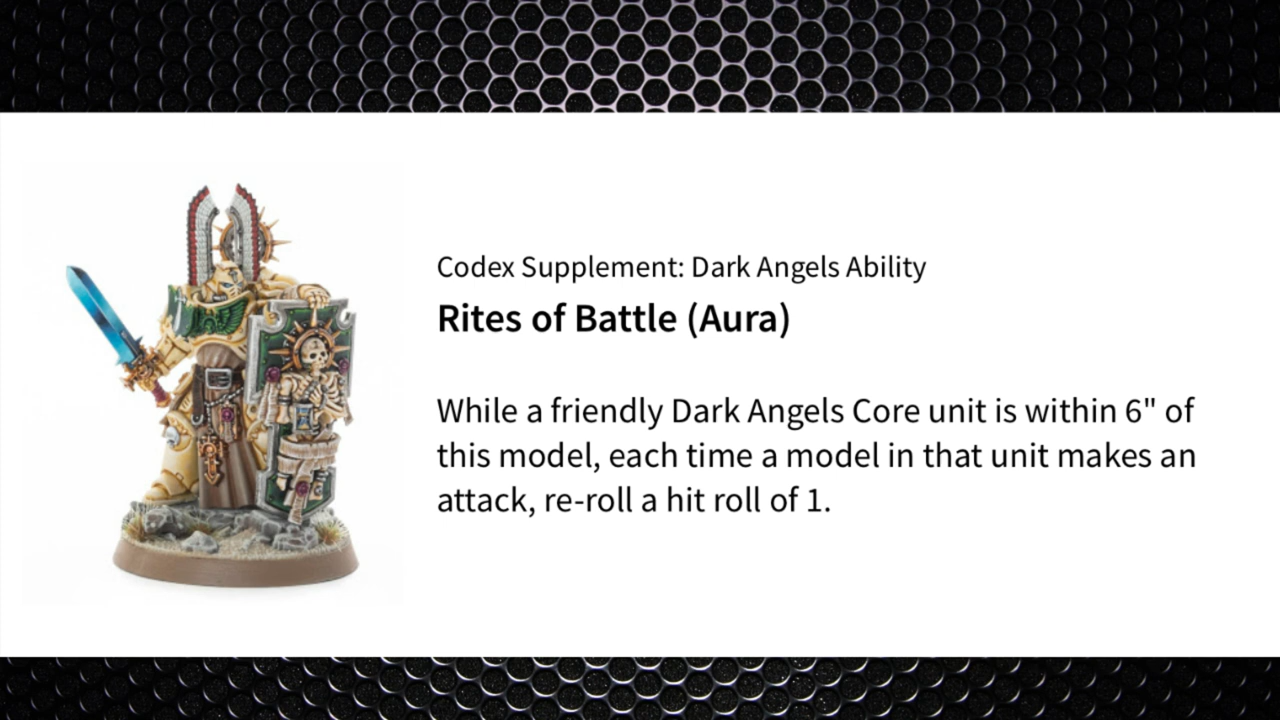 Codex Supplement: Dark Angels Ability
Rites of Battle (Aura)
While a friendly Dark Angels Core unit is within 6" of
this model, each time a model in that unit makes an
attack, re-roll a hit roll of 1.